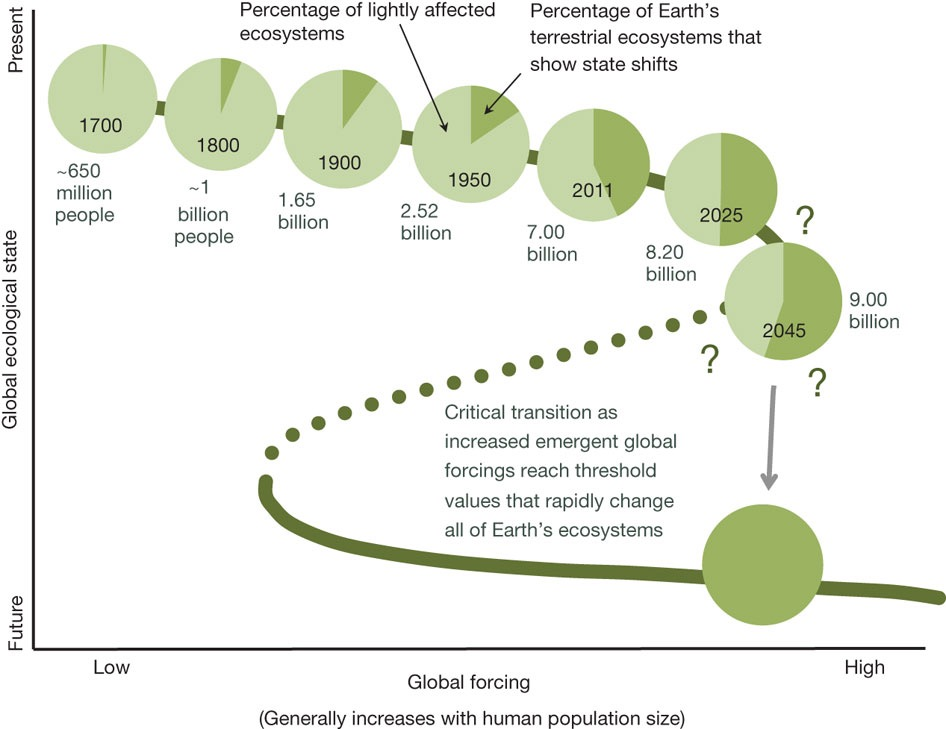 Percentage of lightly affected
ecosystems
Percentage of Earth’s
terrestrial ecosystems that
show state shifts
Present
Global ecological state
Future
1700
~650
million
people
1800
~1
billion
people
1900
1.65
billion
1950
2.52
billion
2011
7.00
billion
2025
8.20
billion
?
2045
9.00
billion
?
?
Critical transition as
increased emergent global
forcings reach threshold
values that rapidly change
all of Earth’s ecosystems
Low
High
Global forcing
(Generally increases with human population size)